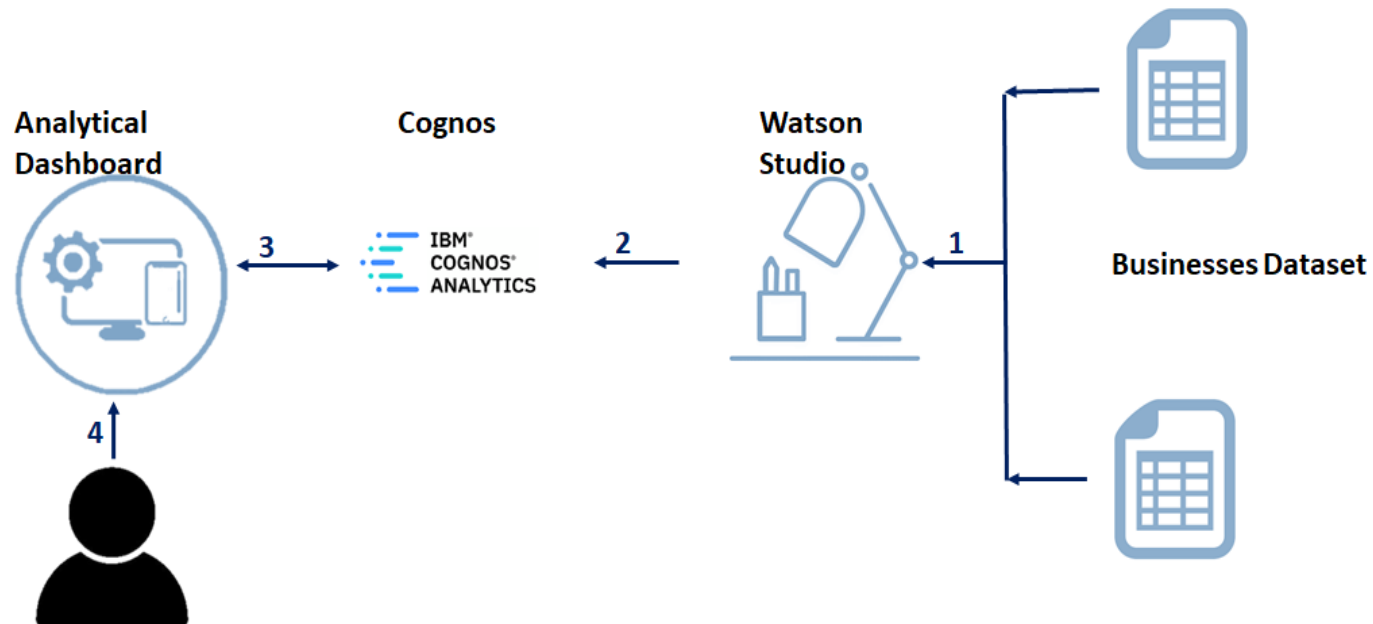 Analytical
Dashboard
Cognos
Watson
Studio
3
IBM®
COGNOS®
ANALYTICS
2
1
Businesses Dataset
4